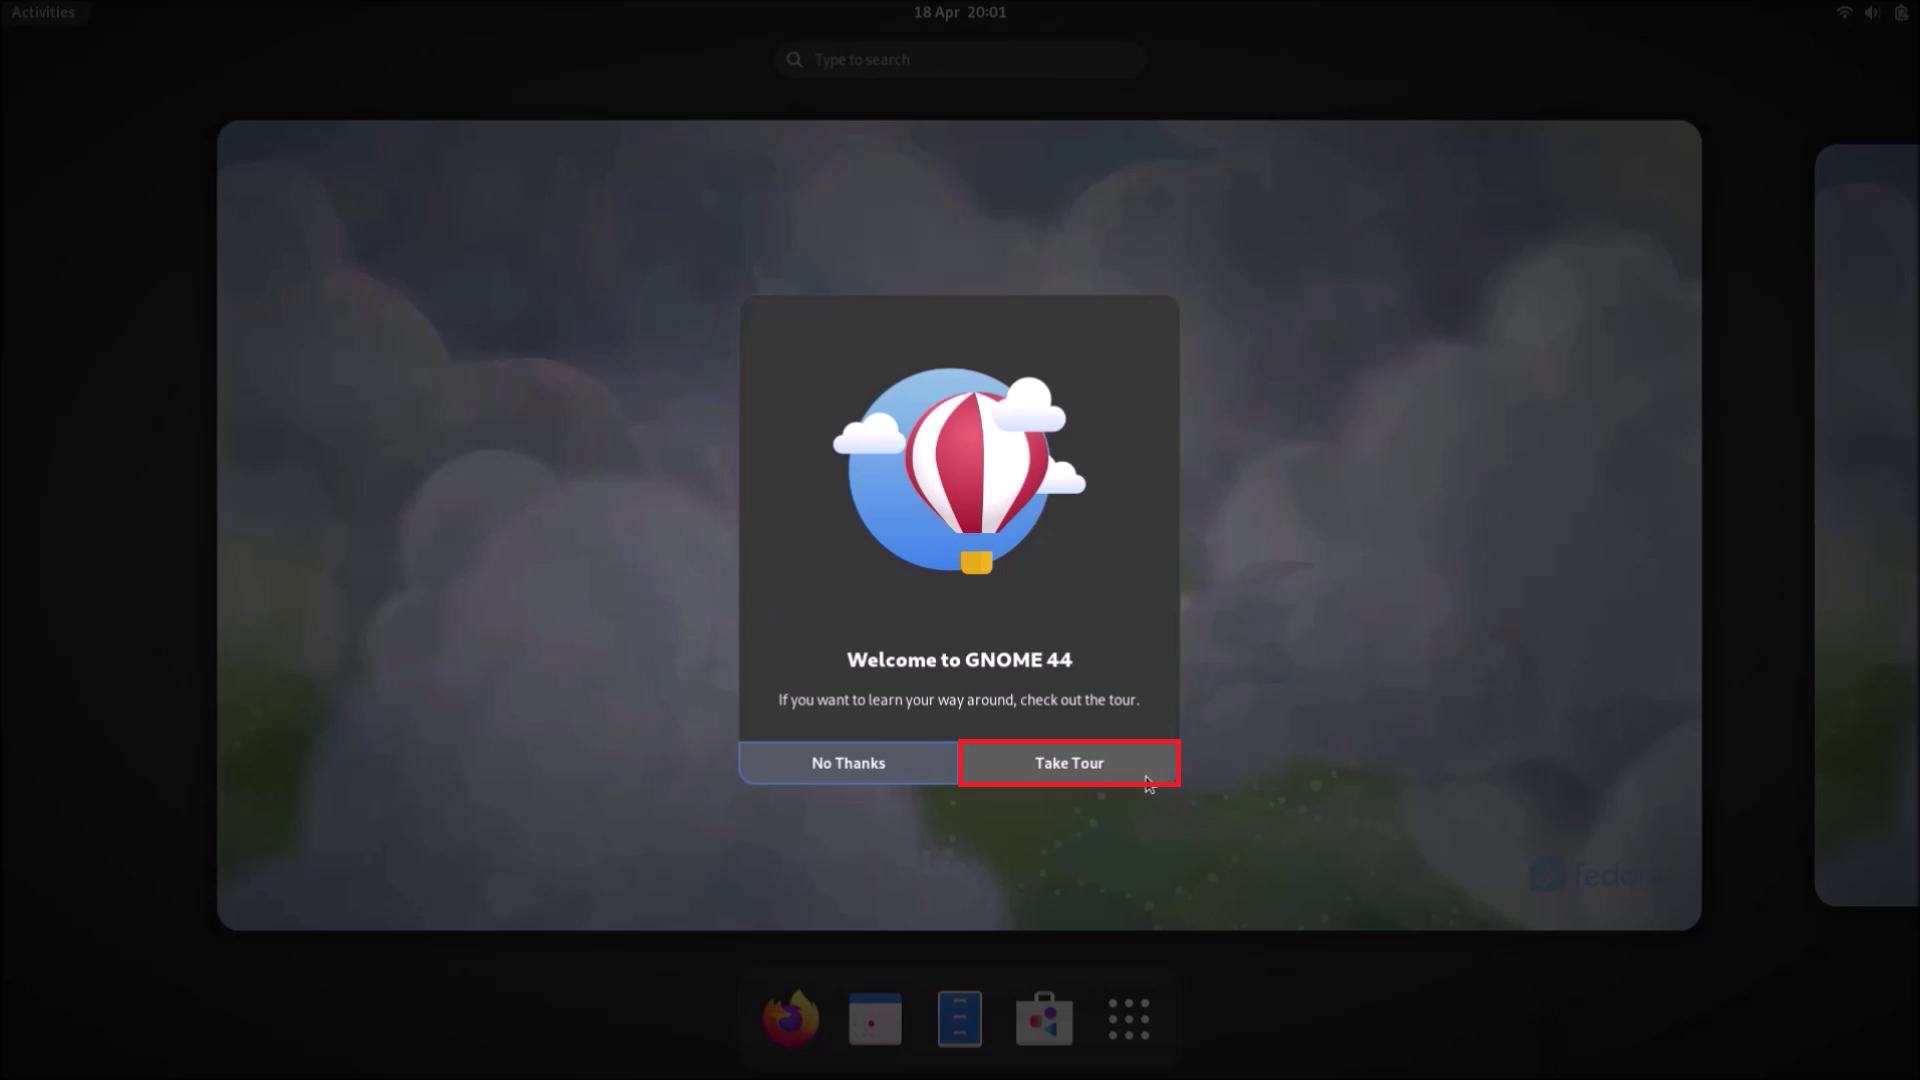 Activities
18 Apr 20:01
Type to search
Welcome to GNOME 44
If you want to learn your way around, check out the tour.
No Thanks
Take Tour
fedora